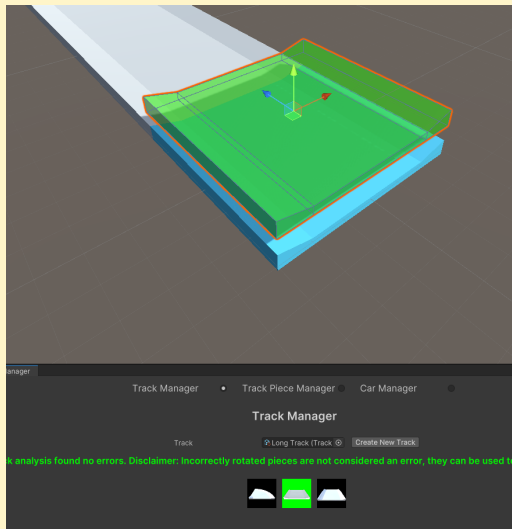 anager
Track Manager Track Piece Manager Car Manager
Track Manager
Track Long Track (Track Create New Track
ck analysis found no errors. Disclaimer: Incorrectly rotated pieces are not considered an error, they can be used t